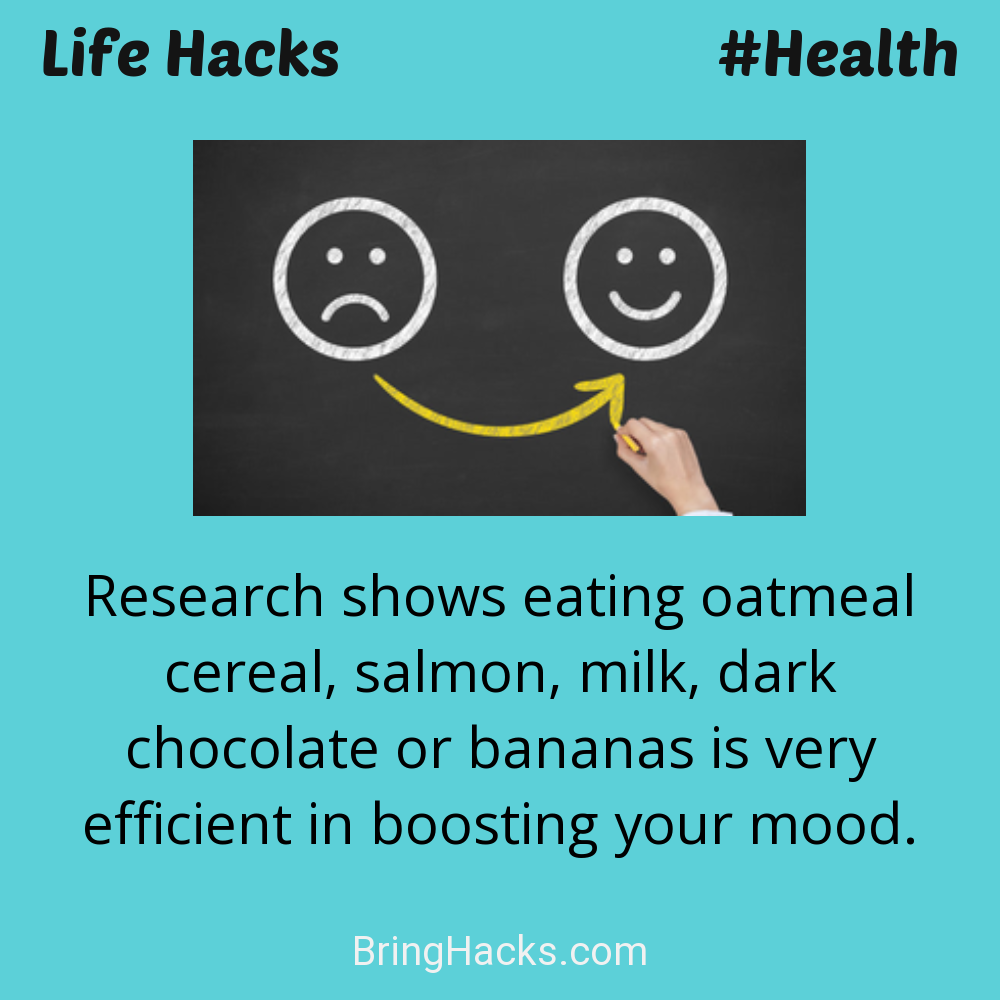 Life Hacks
#Health
Research shows eating oatmeal
cereal, salmon, milk, dark
chocolate or bananas is very
efficient in boosting your mood.
BringHacks.com